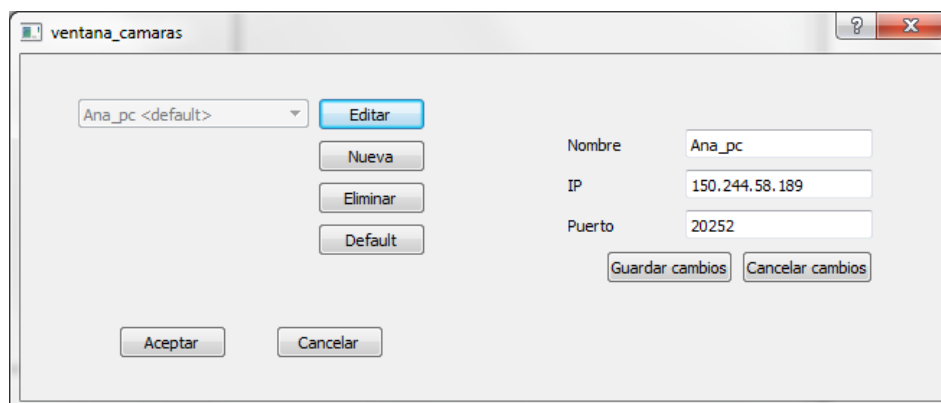 ventana_camaras
Ana_pc <default>
Editar
Nueva
Eliminar
Default
Nombre
Ana_pc
IP
150.244.58.189
Puerto
20252
Guardar cambios
Cancelar cambios
Aceptar
Cancelar